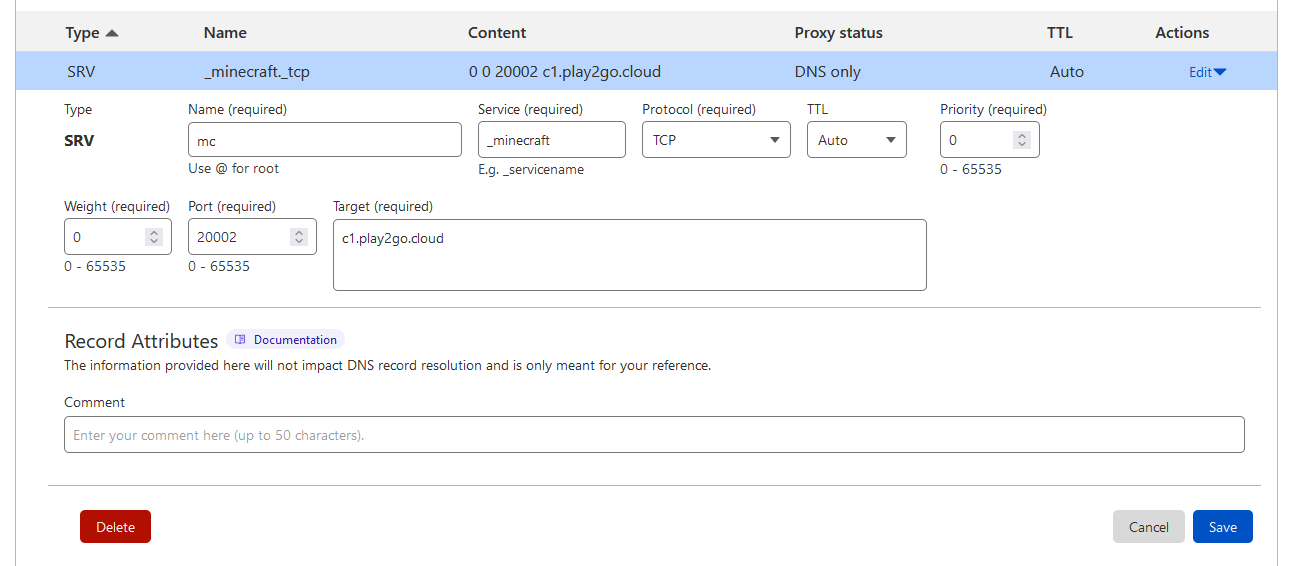 Type Name Content Proxy status TTL Actions
SRV _minecraft._tcp 0 0 20002 c1.play2go.cloud DNS only Auto Edit
Type Name (required) Service (required) Protocol (required) TTL Priority (required)
SRV mc _minecraft TCP Auto 0
Use @ for root E.g. _servicename 0 - 65535
Weight (required) Port (required) Target (required)
0 20002 c1.play2go.cloud
0 - 65535 0 - 65535
Record Attributes Documentation
The information provided here will not impact DNS record resolution and is only meant for your reference.
Comment
Enter your comment here (up to 50 characters).
Delete Cancel Save